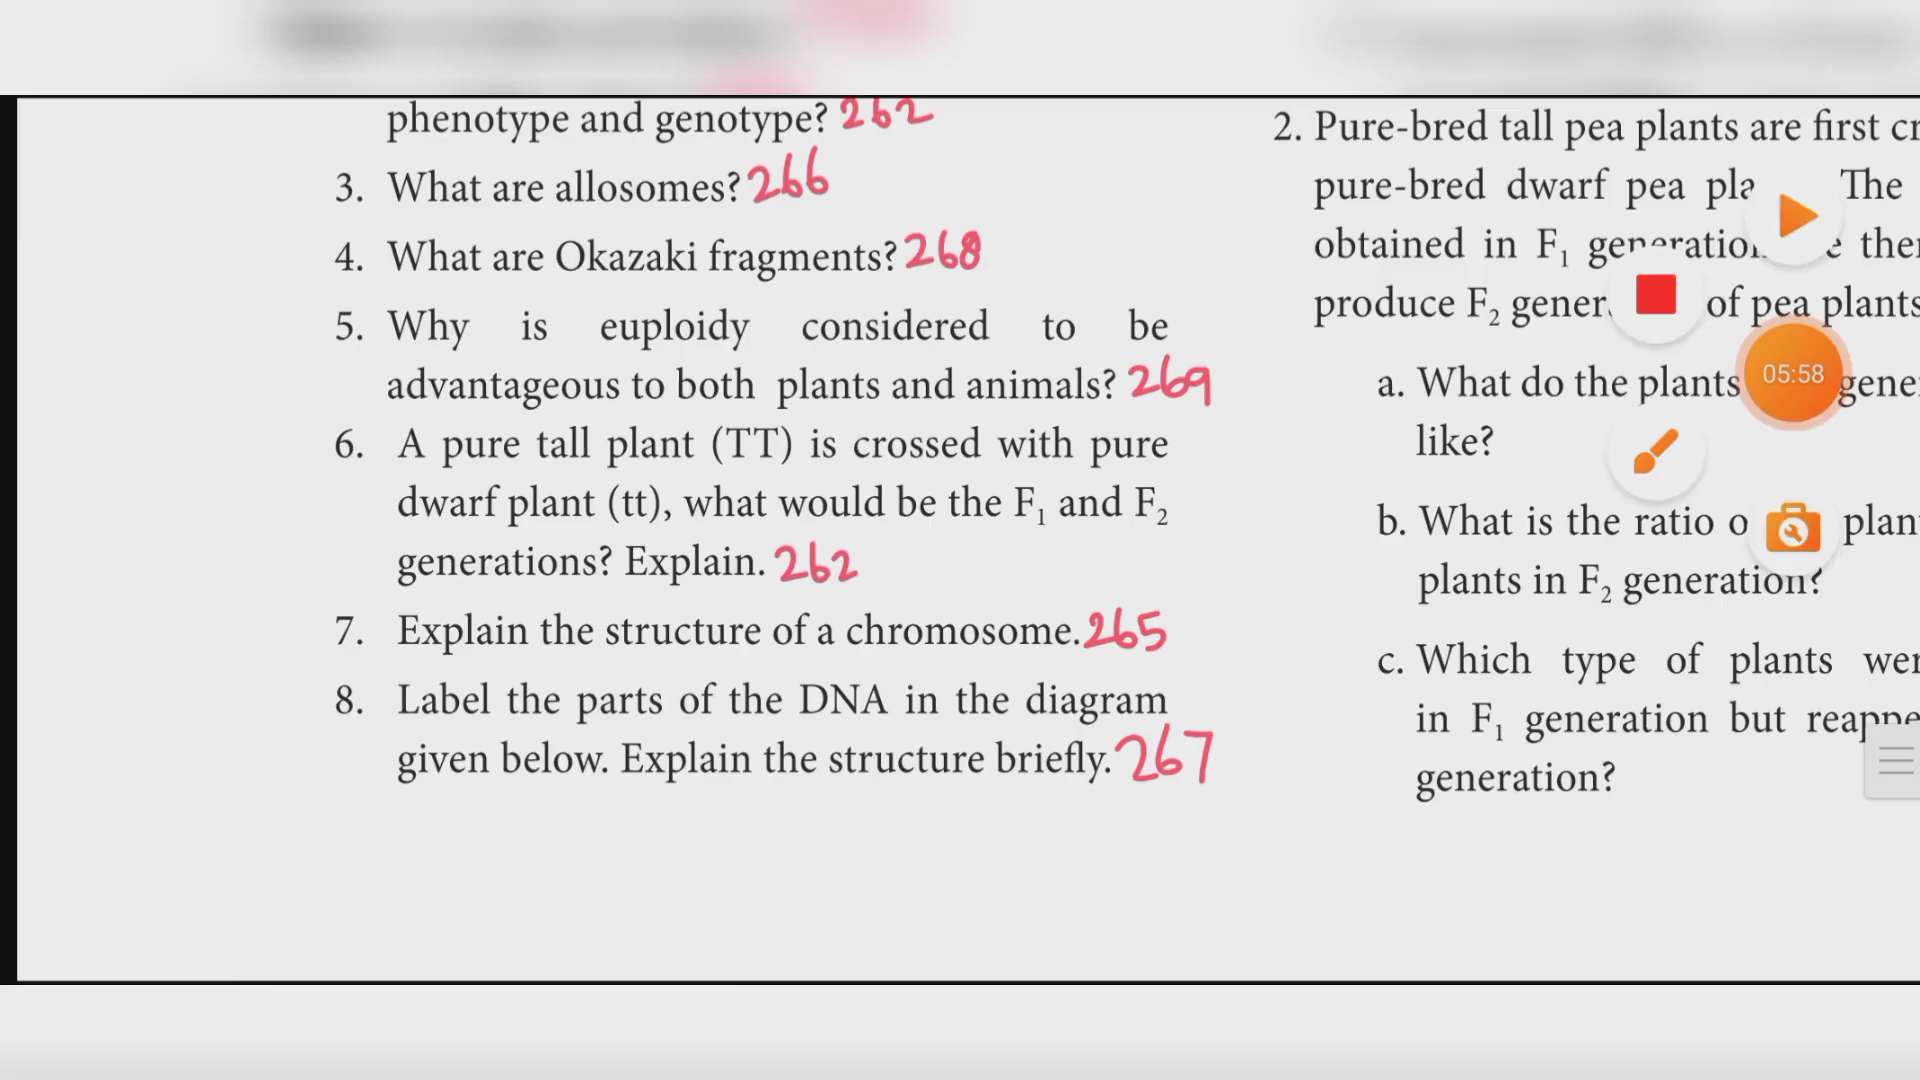 phenotype and genotype? 262
3. What are allosomes? 266
4. What are Okazaki fragments? 268
5. Why is euploidy considered to be
advantageous to both plants and animals? 269
6. A pure tall plant (TT) is crossed with pure
dwarf plant (tt), what would be the F₁ and F₂
generations? Explain. 262
7. Explain the structure of a chromosome. 265
8. Label the parts of the DNA in the diagram
given below. Explain the structure briefly. 267
2. Pure-bred tall pea plants are first
pure-bred dwarf pea The
obtained in F₁
produce F₂ of pea plants
a. What do the plants
like?
05:58
b. What is the ratio
plants in F₂ generation?
c. Which type of plants
in F₁ generation but
generation?